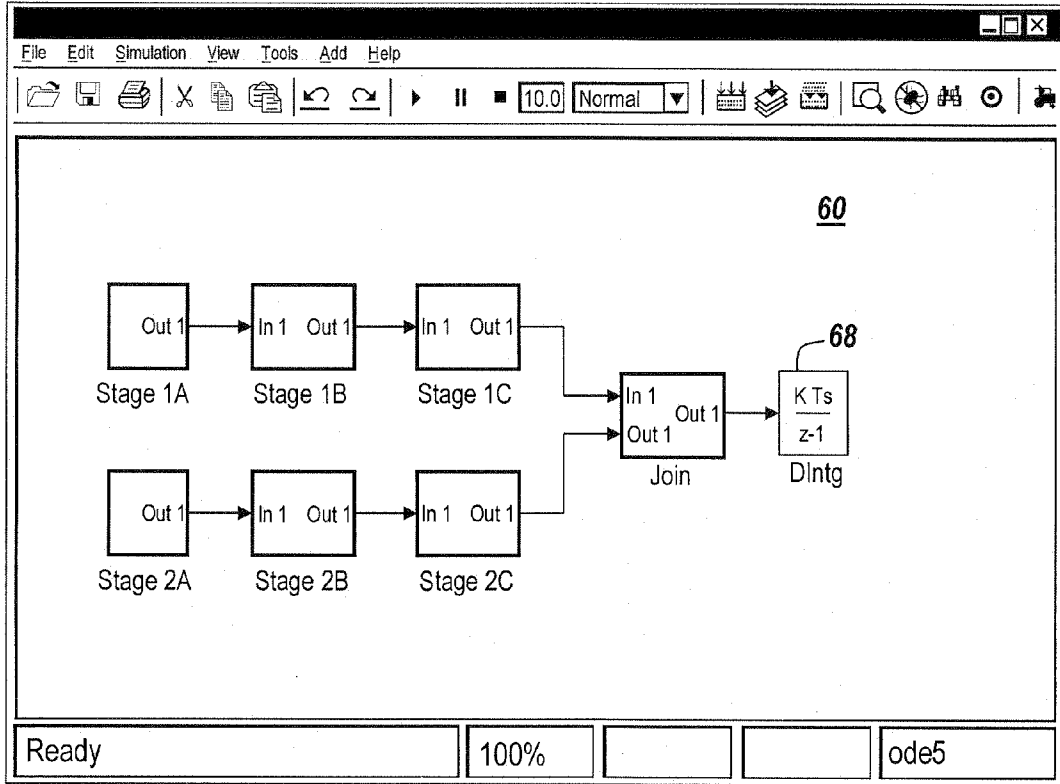 File Edit Simulation View Tools Add Help
10.0 Normal
60
68
Out 1 In 1 Out 1 In 1 Out 1
Stage 1A Stage 1B Stage 1C
In 1
Out 1
Out 1
Join
K Ts
z-1
DIntg
Out 1 In 1 Out 1 In 1 Out 1
Stage 2A Stage 2B Stage 2C
Ready 100% ode5